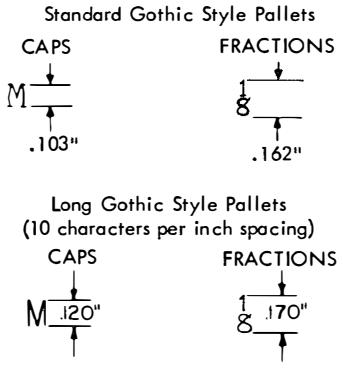 Standard Gothic Style Pallets
CAPS FRACTIONS
M 1
8
.103" .162"
Long Gothic Style Pallets
(10 characters per inch spacing)
CAPS FRACTIONS
M .120" 1 .170"
8